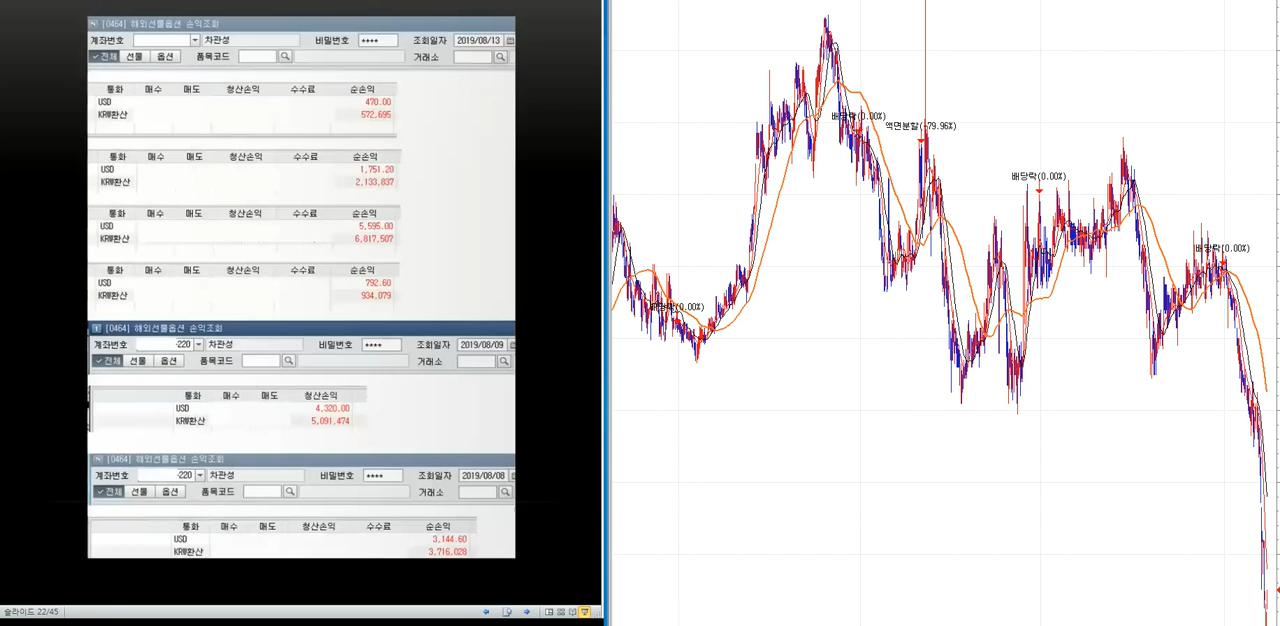 [0464] 해외선물옵션 손익조회
계좌번호 차관성 비밀번호 **** 조회일자 2019/08/13
전체 선물 옵션 품목코드 거래소
통화 매수 매도 청산손익 수수료 순손익
USD 470.00
KRW환산 572,695
통화 매수 매도 청산손익 수수료 순손익
USD 1,751.20
KRW환산 2,133,837
통화 매수 매도 청산손익 수수료 순손익
USD 5,595.00
KRW환산 6,817,507
통화 매수 매도 청산손익 수수료 순손익
USD 792.60
KRW환산 934,079
[0464] 해외선물옵션 손익조회
계좌번호 -220 차관성 비밀번호 **** 조회일자 2019/08/09
전체 선물 옵션 품목코드 거래소
통화 매수 매도 청산손익
USD 4,320.00
KRW환산 5,091,474
[0464] 해외선물옵션 손익조회
계좌번호 -220 차관성 비밀번호 **** 조회일자 2019/08/08
전체 선물 옵션 품목코드 거래소
통화 매수 매도 청산손익 수수료 순손익
USD 3,144.60
KRW환산 3,716,028
슬라이드 22/45
배당락(0.00%)
액면분할(-79.96%)
배당락(0.00%)
배당락(0.00%)
배당락(0.00%)